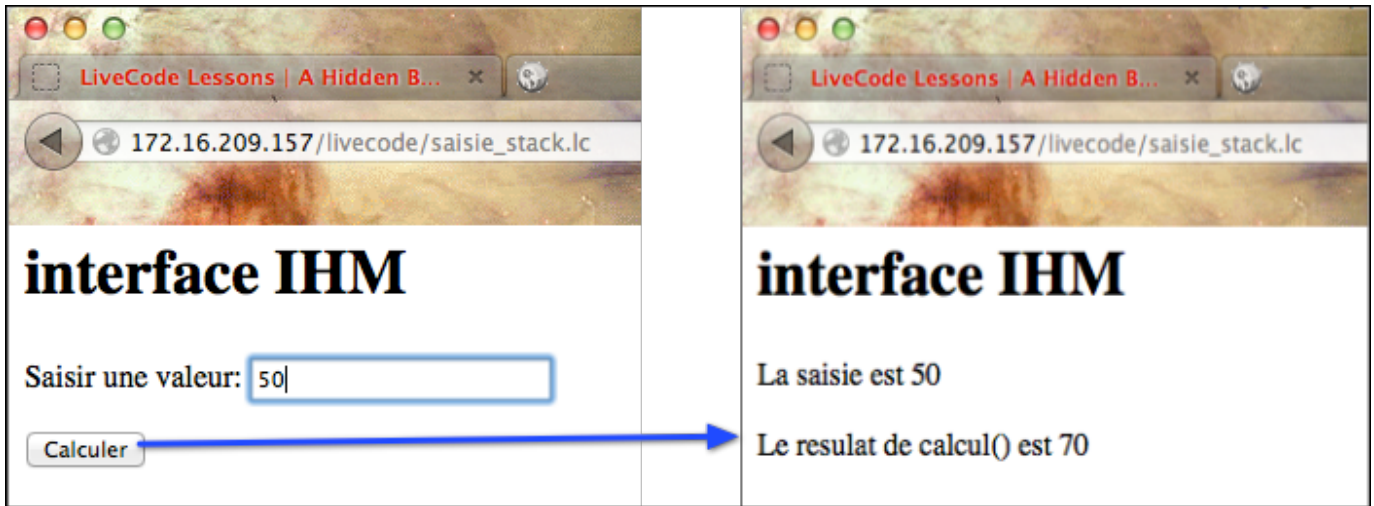 LiveCode Lessons | A Hidden B...
172.16.209.157/livecode/saisie_stack.lc
interface IHM
Saisir une valeur: 50
Calculer
LiveCode Lessons | A Hidden B...
172.16.209.157/livecode/saisie_stack.lc
interface IHM
La saisie est 50
Le resulat de calcul() est 70